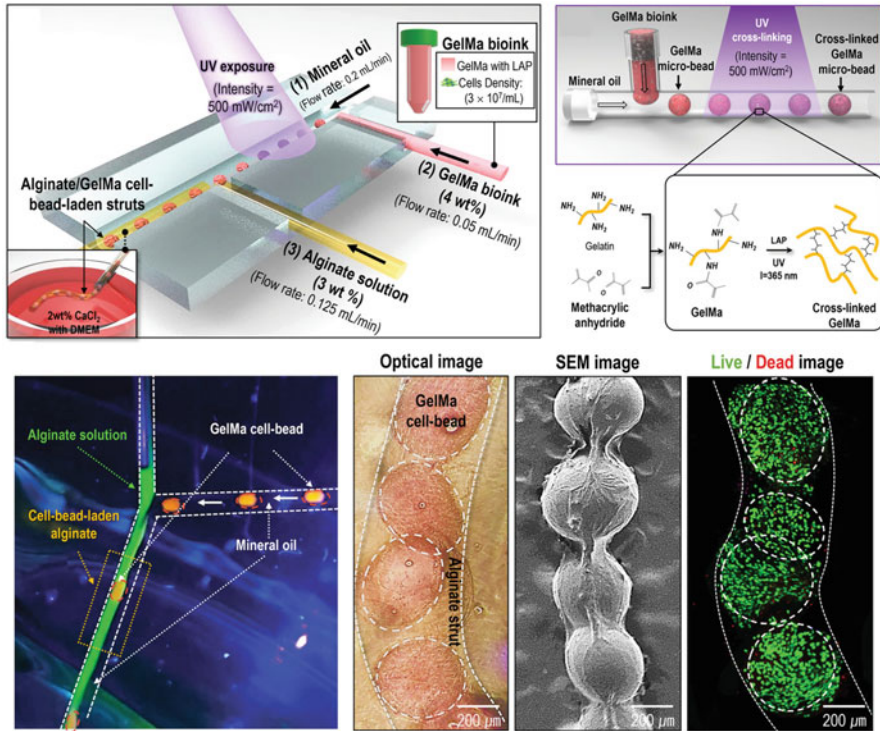 UV exposure
(Intensity =
500 mW/cm²)
(1) Mineral oil
(Flow rate: 0.2 mL/min)
GelMa bioink
GelMa with LAP
Cells Density:
(3 × 10⁷/mL)
(2) GelMa bioink
(4 wt%)
(Flow rate: 0.05 mL/min)
(3) Alginate solution
(3 wt %)
(Flow rate: 0.125 mL/min)
Alginate/GelMa cell-
bead-laden struts
2wt% CaCl₂
with DMEM
GelMa
bioink
Mineral oil
GelMa
micro-bead
UV
cross-linking
(Intensity =
500 mW/cm²)
Cross-linked
GelMa
micro-bead
NH₂
NH₂
NH₂
NH₂
Gelatin
O
O
Methacrylic
anhydride
NH₂
NH₂
NH
NH
O
GelMa
LAP
UV
l=365 nm
Cross-linked
GelMa
Alginate solution
GelMa cell-bead
Cell-bead-laden
alginate
Mineral oil
Optical image
GelMa
cell-bead
Alginate strut
200 µm
SEM image
200 µm
Live / Dead image
200 µm